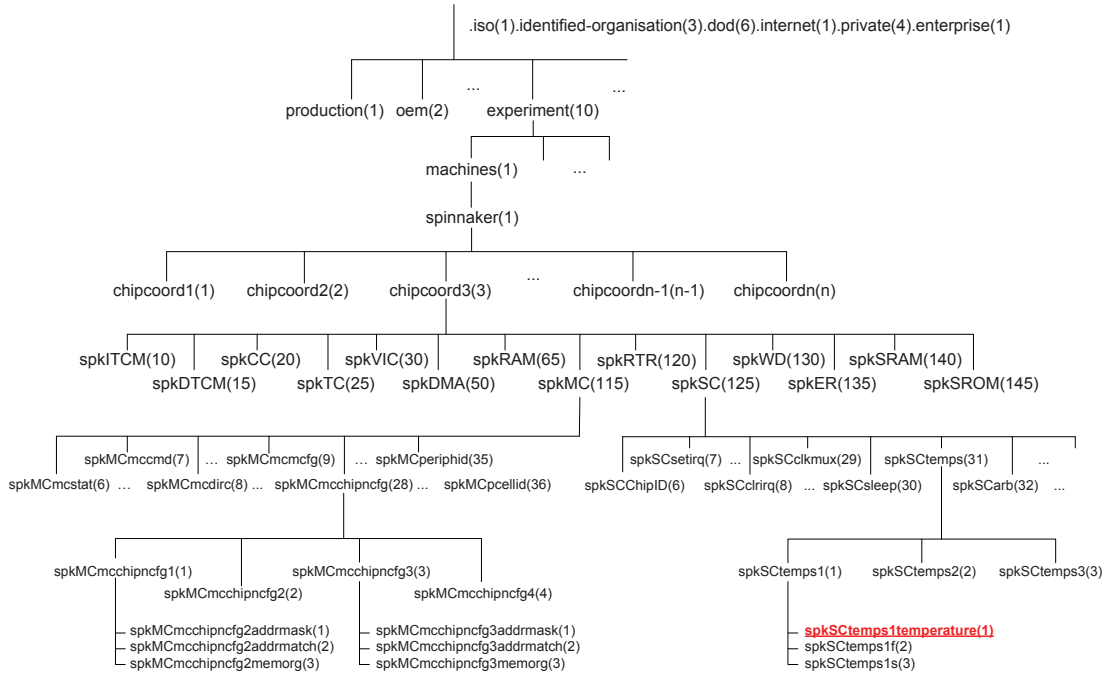 .iso(1).identified-organisation(3).dod(6).internet(1).private(4).enterprise(1)
production(1) oem(2) ... experiment(10) ...
machines(1) ...
spinnaker(1)
chipcoord1(1) chipcoord2(2) chipcoord3(3) ... chipcoordn-1(n-1) chipcoordn(n)
spkITCM(10) spkCC(20) spkVIC(30) spkRAM(65) spkRTR(120) spkWD(130) spkSRAM(140)
spkDTCM(15) spkTC(25) spkDMA(50) spkMC(115) spkSC(125) spkER(135) spkSROM(145)
spkMCmccmd(7) ... spkMCmcmcfg(9) ... spkMCperiphid(35) spkSCsetirq(7) ... spkSCclkmux(29) spkSCtemps(31) ...
spkMCmcstat(6) ... spkMCmcdirc(8) ... spkMCmcchipncfg(28) ... spkMCpcellid(36) spkSCChipID(6) spkSCclrirq(8) ... spkSCsleep(30) spkSCarb(32) ...
spkMCmcchipncfg1(1) spkMCmcchipncfg3(3) spkSCtemps1(1) spkSCtemps2(2) spkSCtemps3(3)
spkMCmcchipncfg2(2) spkMCmcchipncfg4(4)
spkMCmcchipncfg2addrmask(1) spkMCmcchipncfg3addrmask(1) spkSCtemps1temperature(1)
spkMCmcchipncfg2addrmatch(2) spkMCmcchipncfg3addrmatch(2) spkSCtemps1f(2)
spkMCmcchipncfg2memorg(3) spkMCmcchipncfg3memorg(3) spkSCtemps1s(3)